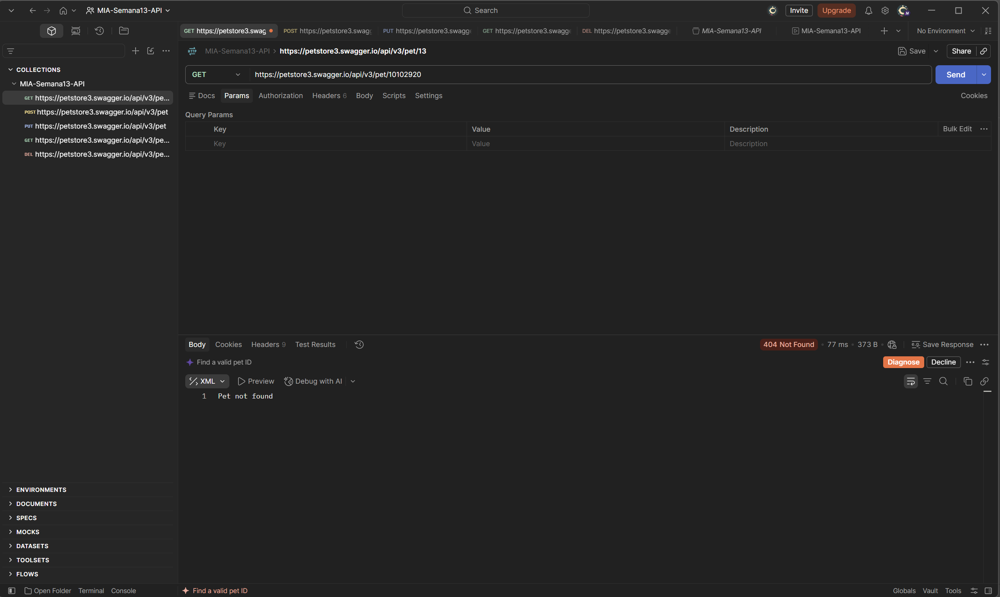 MIA-Semana13-API
Search
Invite
Upgrade
GET https://petstore3.swag
POST https://petstore3.swagg
PUT https://petstore3.swagge
GET https://petstore3.swagge
DEL https://petstore3.swagge
MIA-Semana13-API
MIA-Semana13-API
No Environment
HTTP MIA-Semana13-API > https://petstore3.swagger.io/api/v3/pet/13
Save
Share
COLLECTIONS
MIA-Semana13-API
GET https://petstore3.swagger.io/api/v3/pe...
POST https://petstore3.swagger.io/api/v3/pet
PUT https://petstore3.swagger.io/api/v3/pet
GET https://petstore3.swagger.io/api/v3/pe...
DEL https://petstore3.swagger.io/api/v3/pe...
ENVIRONMENTS
DOCUMENTS
SPECS
MOCKS
DATASETS
TOOLSETS
FLOWS
GET https://petstore3.swagger.io/api/v3/pet/10102920
Send
Docs Params Authorization Headers 6 Body Scripts Settings
Cookies
Query Params
Key Value Description Bulk Edit
Key Value Description
Body Cookies Headers 9 Test Results
404 Not Found • 77 ms • 373 B
e.g. Save Response
Find a valid pet ID
Diagnose Decline
XML Preview Debug with AI
1 Pet not found
Open Folder Terminal Console
Find a valid pet ID
Globals Vault Tools